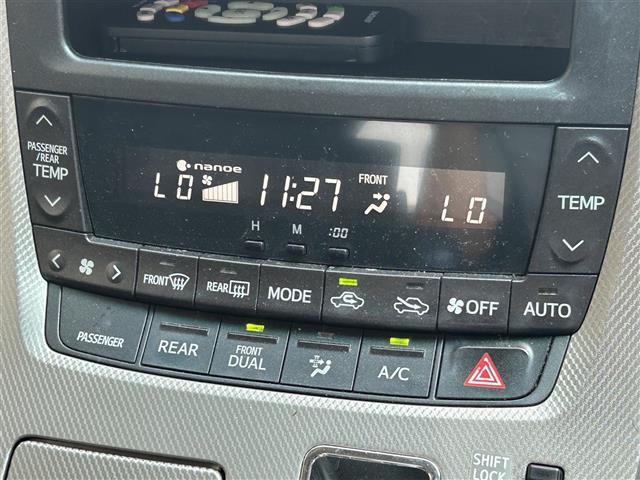 nanoe
PASSENGER
/REAR
TEMP
LO
11:27
FRONT
LO
TEMP
H
M
:00
FRONT
REAR
MODE
OFF
AUTO
PASSENGER
REAR
FRONT
DUAL
A/C
SHIFT
LOCK